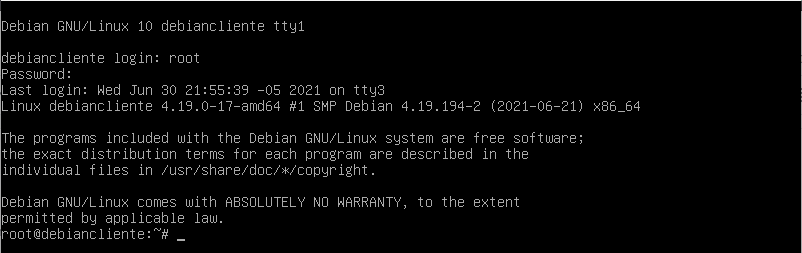 Debian GNU/Linux 10 debiancliente tty1
debiancliente login: root
Password:
Last login: Wed Jun 30 21:55:39 -05 2021 on tty3
Linux debiancliente 4.19.0-17-amd64 #1 SMP Debian 4.19.194-2 (2021-06-21) x86_64
The programs included with the Debian GNU/Linux system are free software;
the exact distribution terms for each program are described in the
individual files in /usr/share/doc/*/copyright.
Debian GNU/Linux comes with ABSOLUTELY NO WARRANTY, to the extent
permitted by applicable law.
root@debiancliente:~# _